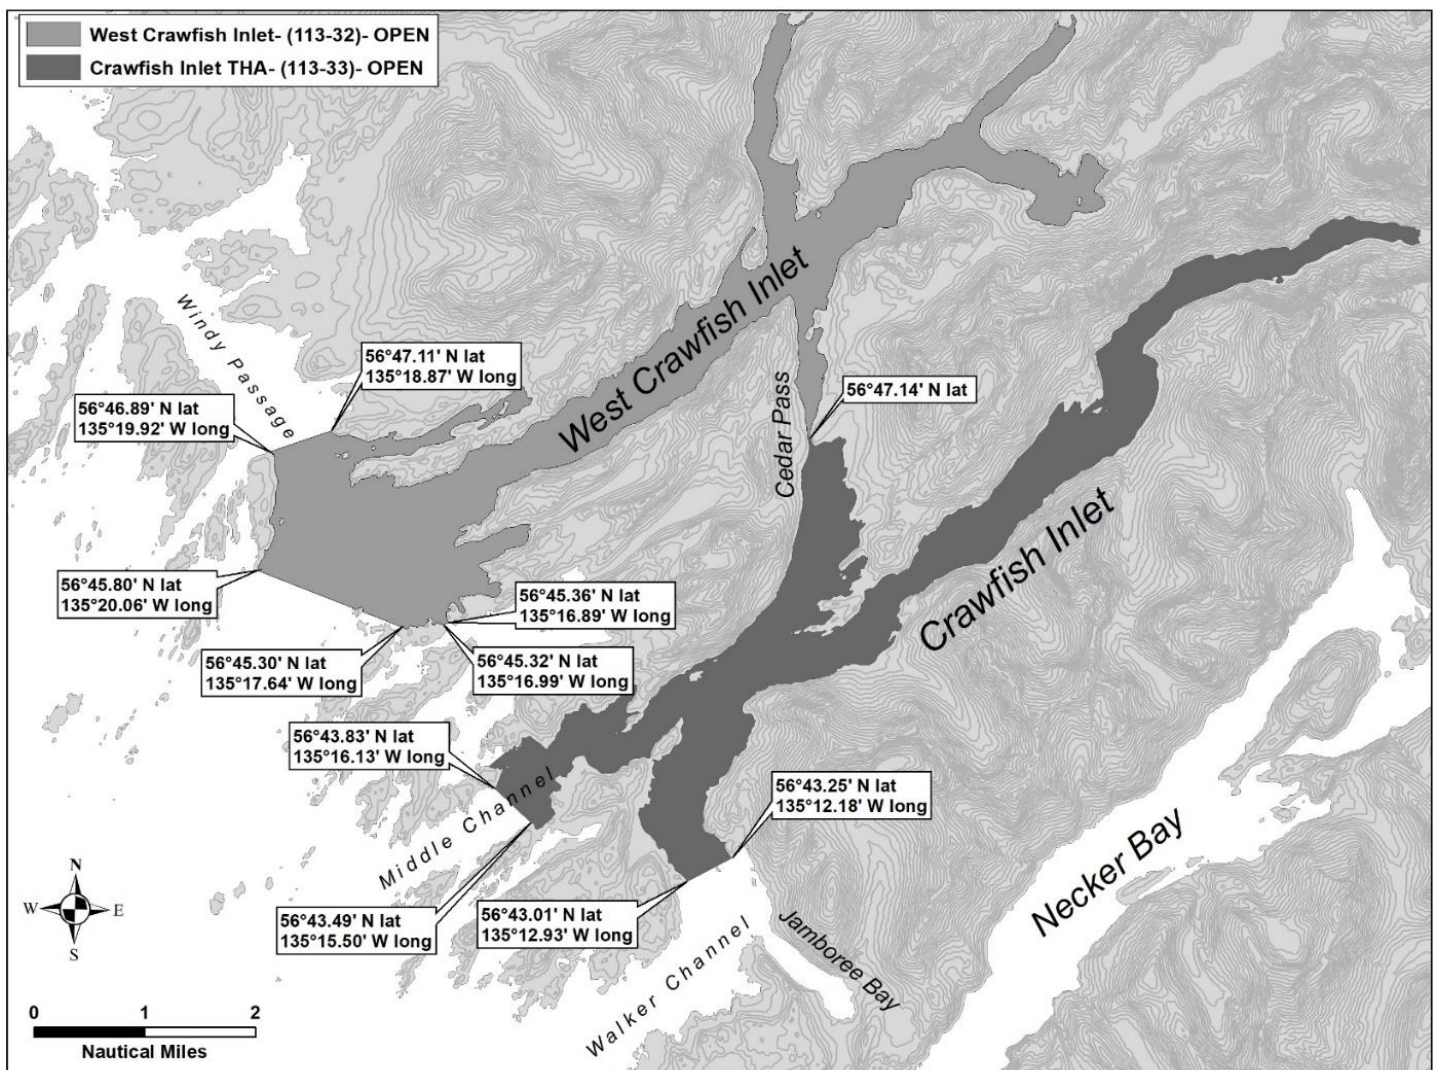 West Crawfish Inlet- (113-32)- OPEN
Crawfish Inlet THA- (113-33)- OPEN
Windy Passage
56°47.11' N lat
135°18.87' W long
56°46.89' N lat
135°19.92' W long
West Crawfish Inlet
Cedar Pass
56°47.14' N lat
56°45.80' N lat
135°20.06' W long
56°45.36' N lat
135°16.89' W long
56°45.30' N lat
135°17.64' W long
56°45.32' N lat
135°16.99' W long
Crawfish Inlet
56°43.83' N lat
135°16.13' W long
Middle Channel
56°43.25' N lat
135°12.18' W long
56°43.49' N lat
135°15.50' W long
56°43.01' N lat
135°12.93' W long
Walker Channel
Jamboree Bay
Necker Bay
N
W
E
S
0 1 2
Nautical Miles